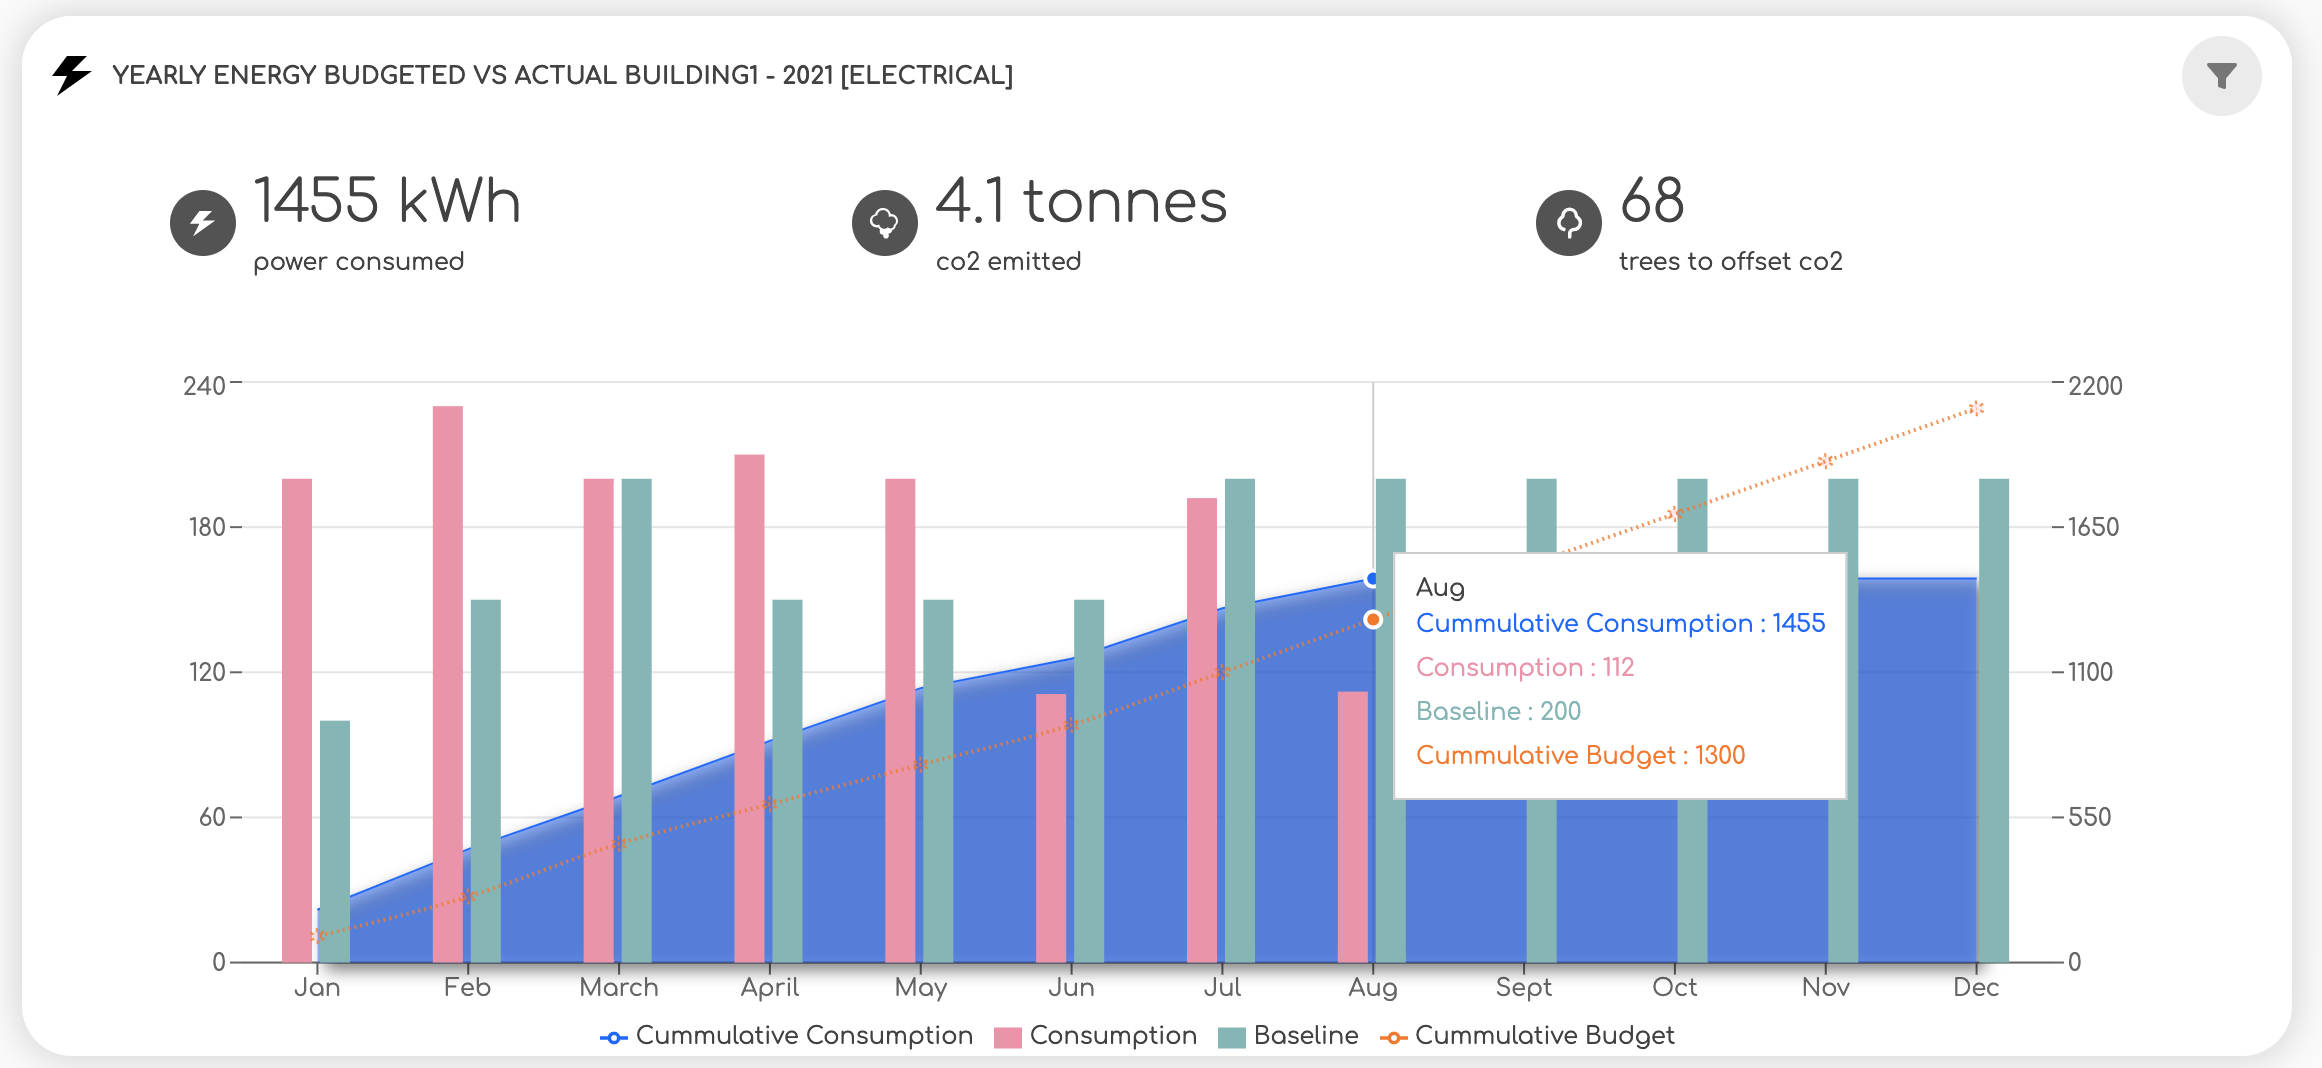 YEARLY ENERGY BUDGETED VS ACTUAL BUILDING1 - 2021 [ELECTRICAL]
1455 kWh
power consumed
4.1 tonnes
co2 emitted
68
trees to offset co2
240
180
120
60
0
2200
1650
1100
550
0
Aug
Cummulative Consumption : 1455
Consumption : 112
Baseline : 200
Cummulative Budget : 1300
Jan Feb March April May Jun Jul Aug Sept Oct Nov Dec
Cummulative Consumption Consumption Baseline Cummulative Budget